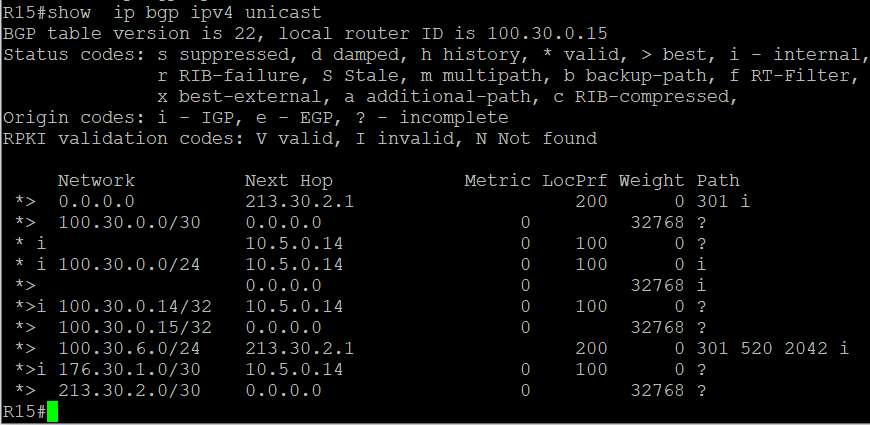 R15#show  ip bgp ipv4 unicast
BGP table version is 22, local router ID is 100.30.0.15
Status codes: s suppressed, d damped, h history, * valid, > best, i - internal,
              r RIB-failure, S Stale, m multipath, b backup-path, f RT-Filter,
              x best-external, a additional-path, c RIB-compressed,
Origin codes: i - IGP, e - EGP, ? - incomplete
RPKI validation codes: V valid, I invalid, N Not found

     Network          Next Hop            Metric LocPrf Weight Path
 *>  0.0.0.0          213.30.2.1                    200      0 301 i
 *>  100.30.0.0/30    0.0.0.0                  0         32768 ?
 * i                  10.5.0.14                0    100      0 ?
 * i 100.30.0.0/24    10.5.0.14                0    100      0 i
 *>                   0.0.0.0                  0         32768 i
 *>i 100.30.0.14/32   10.5.0.14                0    100      0 ?
 *>  100.30.0.15/32   0.0.0.0                  0         32768 ?
 *>  100.30.6.0/24    213.30.2.1                    200      0 301 520 2042 i
 *>i 176.30.1.0/30    10.5.0.14                0    100      0 ?
 *>  213.30.2.0/30    0.0.0.0                  0         32768 ?
R15#